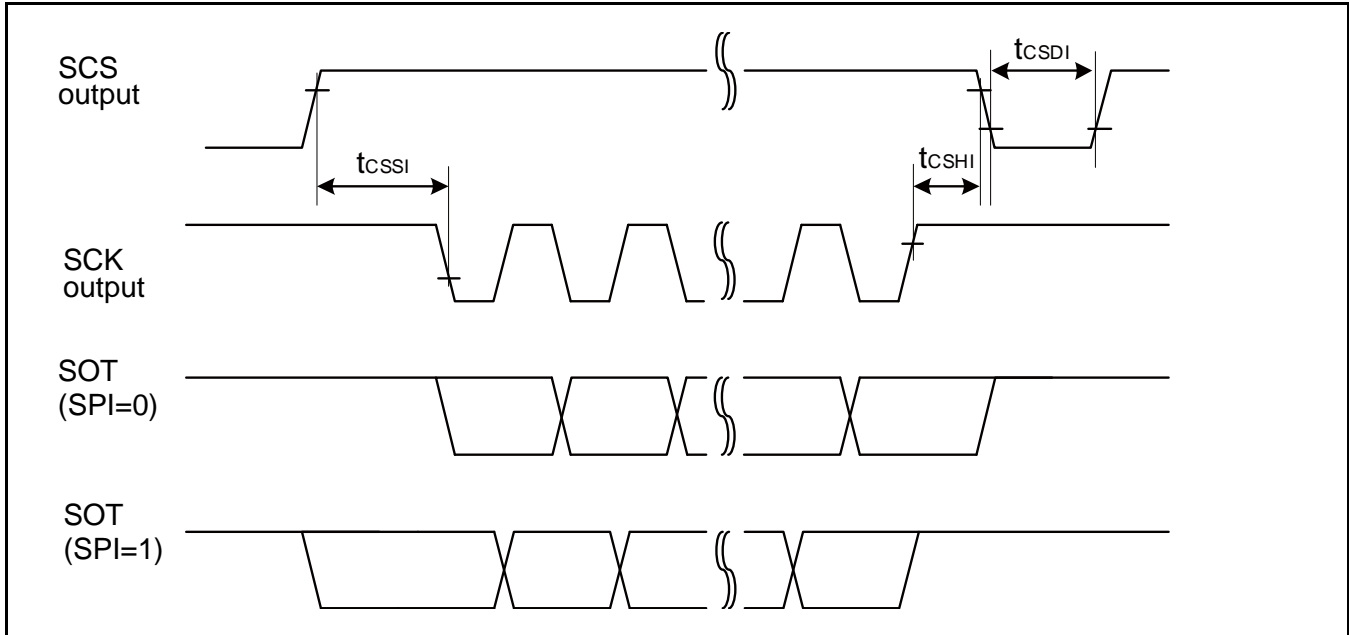 SCS
output
tCSDI
tCSSI
tCSHI
SCK
output
SOT
(SPI=0)
SOT
(SPI=1)